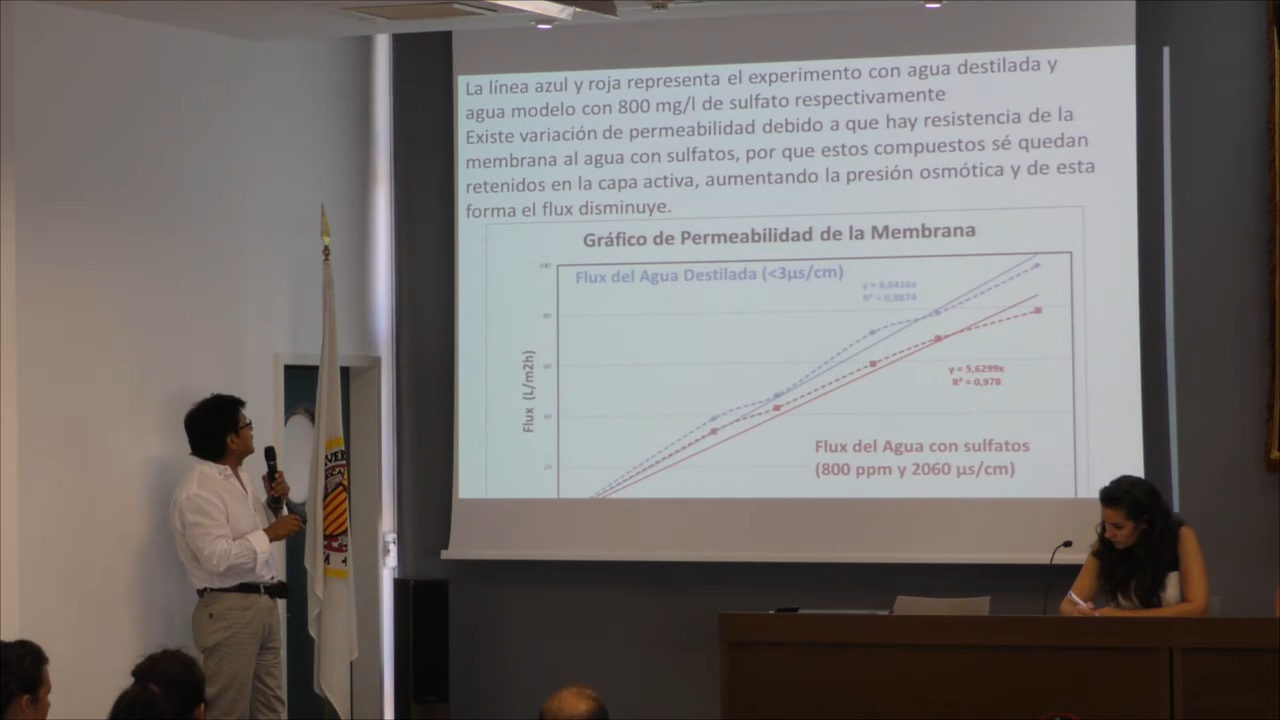 La línea azul y roja representa el experimento con agua destilada y
agua modelo con 800 mg/l de sulfato respectivamente
Existe variación de permeabilidad debido a que hay resistencia de la
membrana al agua con sulfatos, por que estos compuestos sé quedan
retenidos en la capa activa, aumentando la presión osmótica y de esta
forma el flux disminuye.
Gráfico de Permeabilidad de la Membrana
Flux del Agua Destilada (<3µs/cm)
y = 6,6416x
R² = 0,9874
100
80
60
40
20
Flux (L/m2h)
y = 5,6299x
R² = 0,978
Flux del Agua con sulfatos
(800 ppm y 2060 µs/cm)